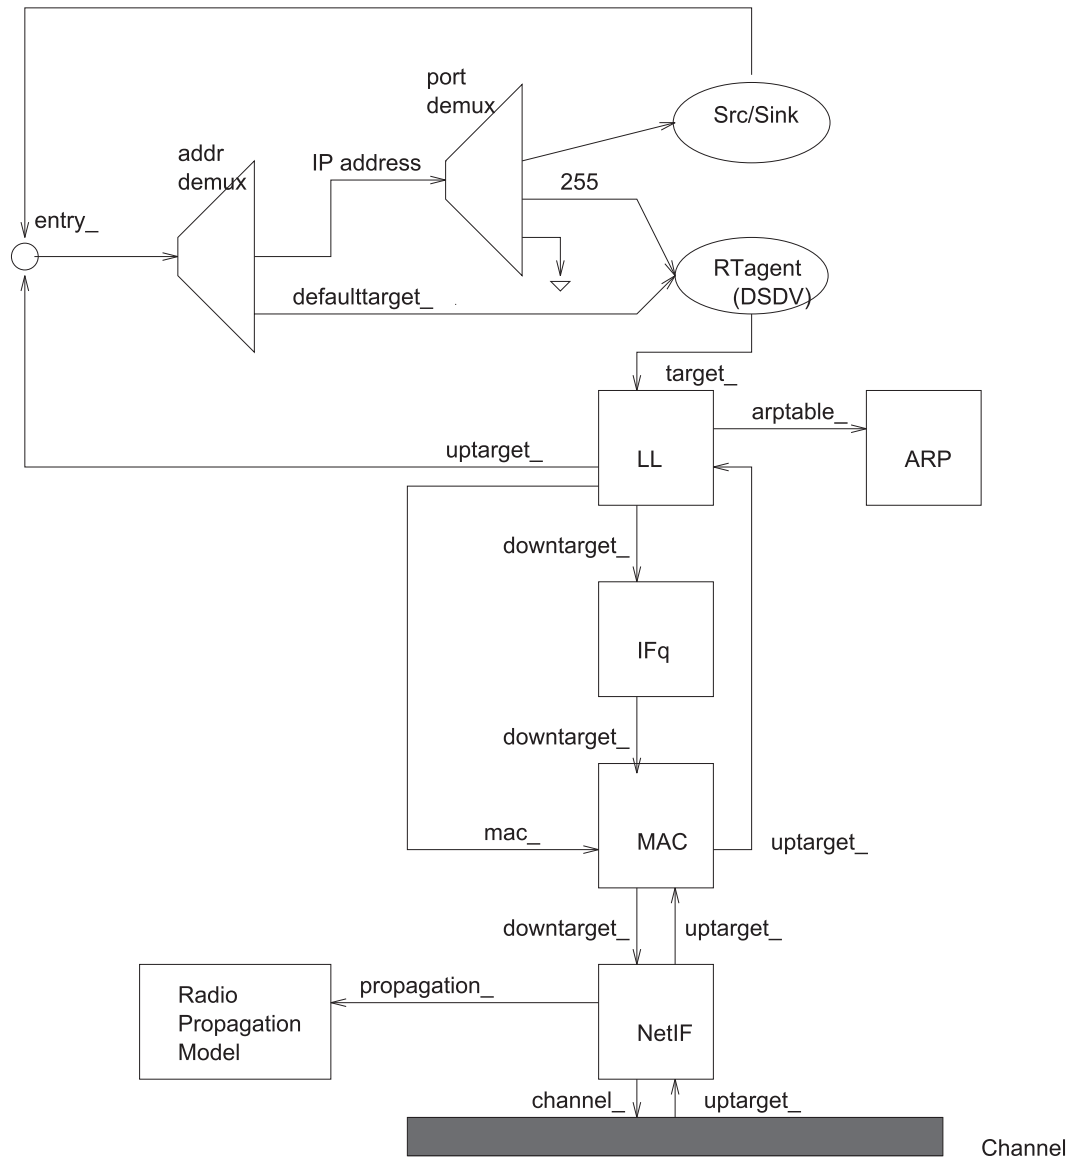 port
demux
Src/Sink
addr
demux
IP address
255
entry_
RTagent
(DSDV)
defaulttarget_
target_
arptable_
uptarget_
LL
ARP
downtarget_
IFq
downtarget_
mac_
MAC
uptarget_
downtarget_
uptarget_
propagation_
Radio
Propagation
Model
NetIF
channel_
uptarget_
Channel